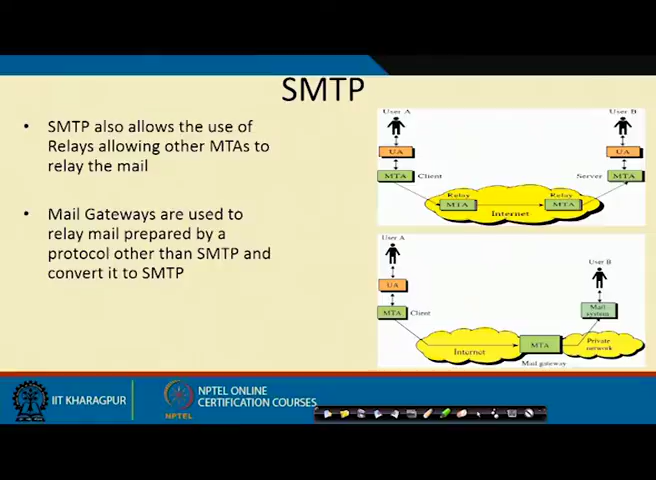 SMTP
• SMTP also allows the use of
Relays allowing other MTAs to
relay the mail
• Mail Gateways are used to
relay mail prepared by a
protocol other than SMTP and
convert it to SMTP
User A
User B
UA
UA
MTA
Client
Server
MTA
Relay
Relay
MTA
MTA
Internet
User A
User B
UA
MTA
Client
Mail
system
Internet
MTA
Private
network
Mail gateway
IIT KHARAGPUR
NPTEL
NPTEL ONLINE
CERTIFICATION COURSES